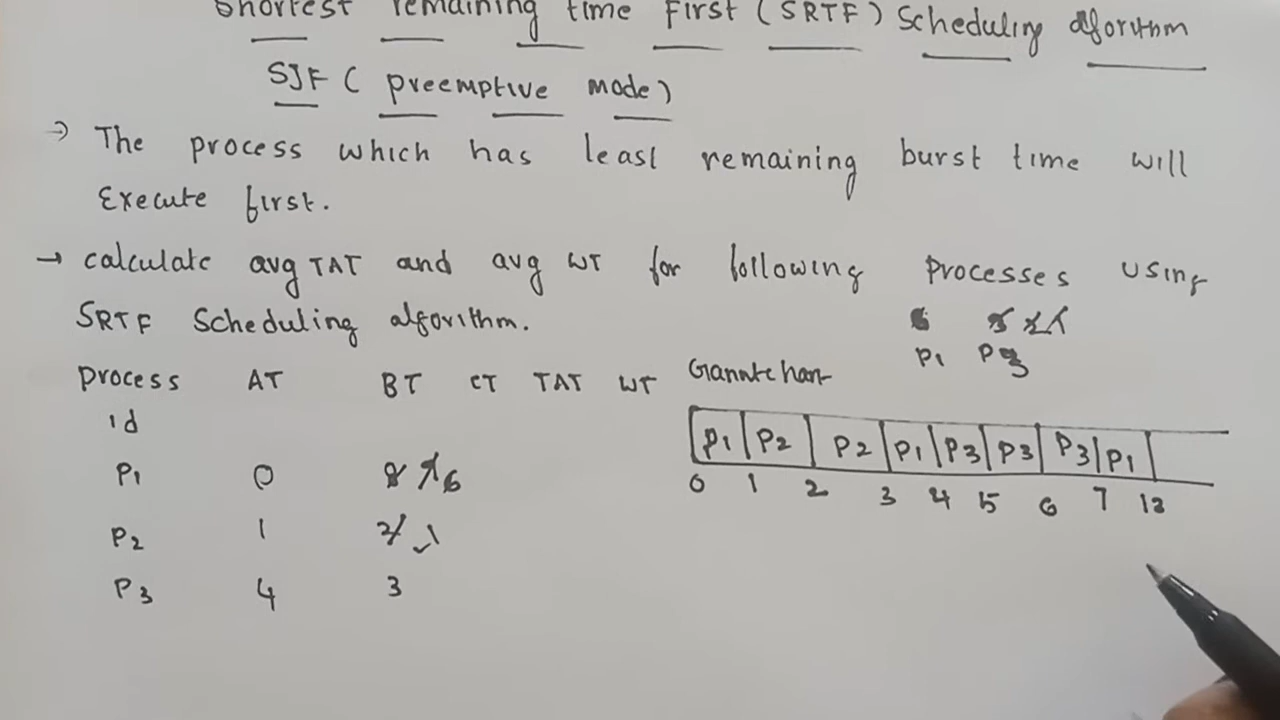 Shortest remaining time First (SRTF) Scheduling algorithm
SJF (preemptive mode)
→ The process which has least remaining burst time will
Execute first.
→ calculate avg TAT and avg WT for following processes using
SRTF Scheduling algorithm.
6
P1 P3
Process AT BT CT TAT WT Gannte chart
id
P1 P2 P2 P1 P3 P3 P3 P1
0 1 2 3 4 5 6 7 13
P1 0 8 7 6
P2 1 2 1
P3 4 3